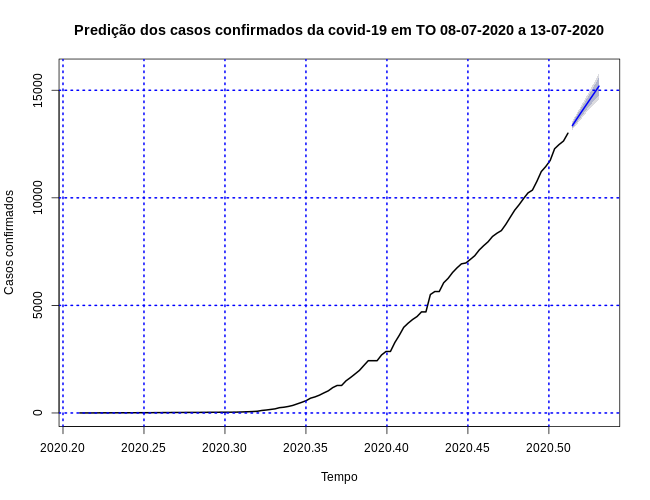 Predição dos casos confirmados da covid-19 em TO 08-07-2020 a 13-07-2020
Casos confirmados
15000
10000
5000
0
2020.20 2020.25 2020.30 2020.35 2020.40 2020.45 2020.50
Tempo